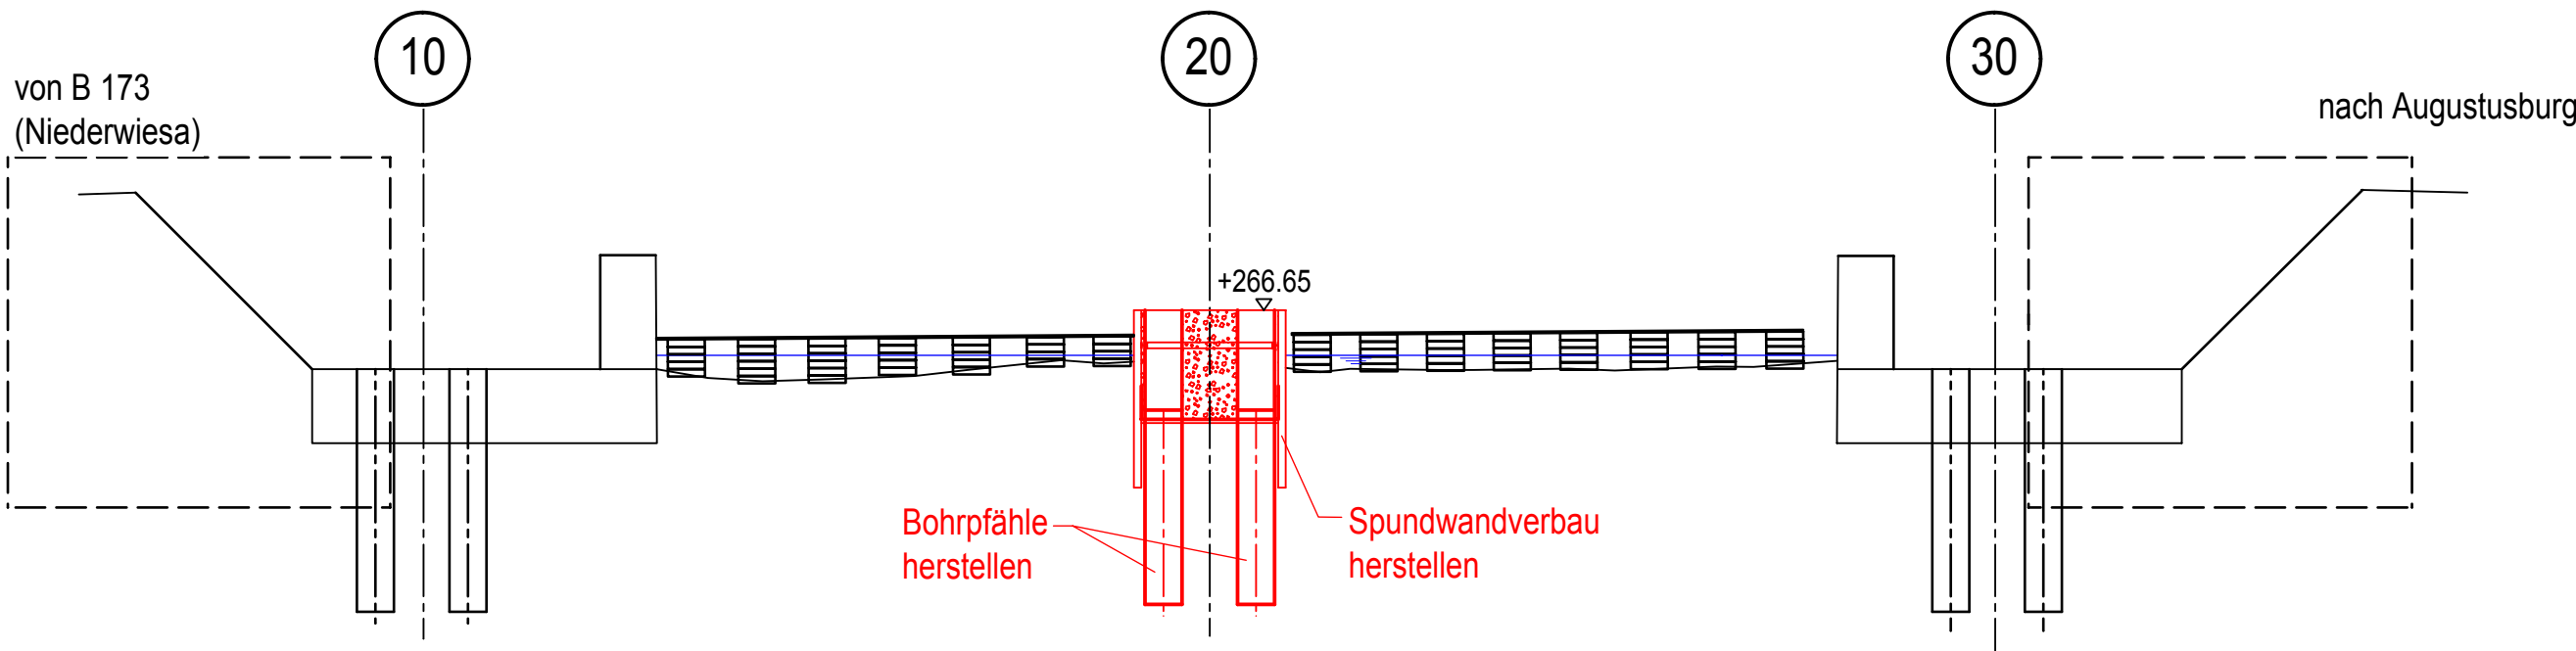 10
20
30
von B 173
(Niederwiesa)
nach Augustusburg
+266.65
Bohrpfähle
herstellen
Spundwandverbau
herstellen